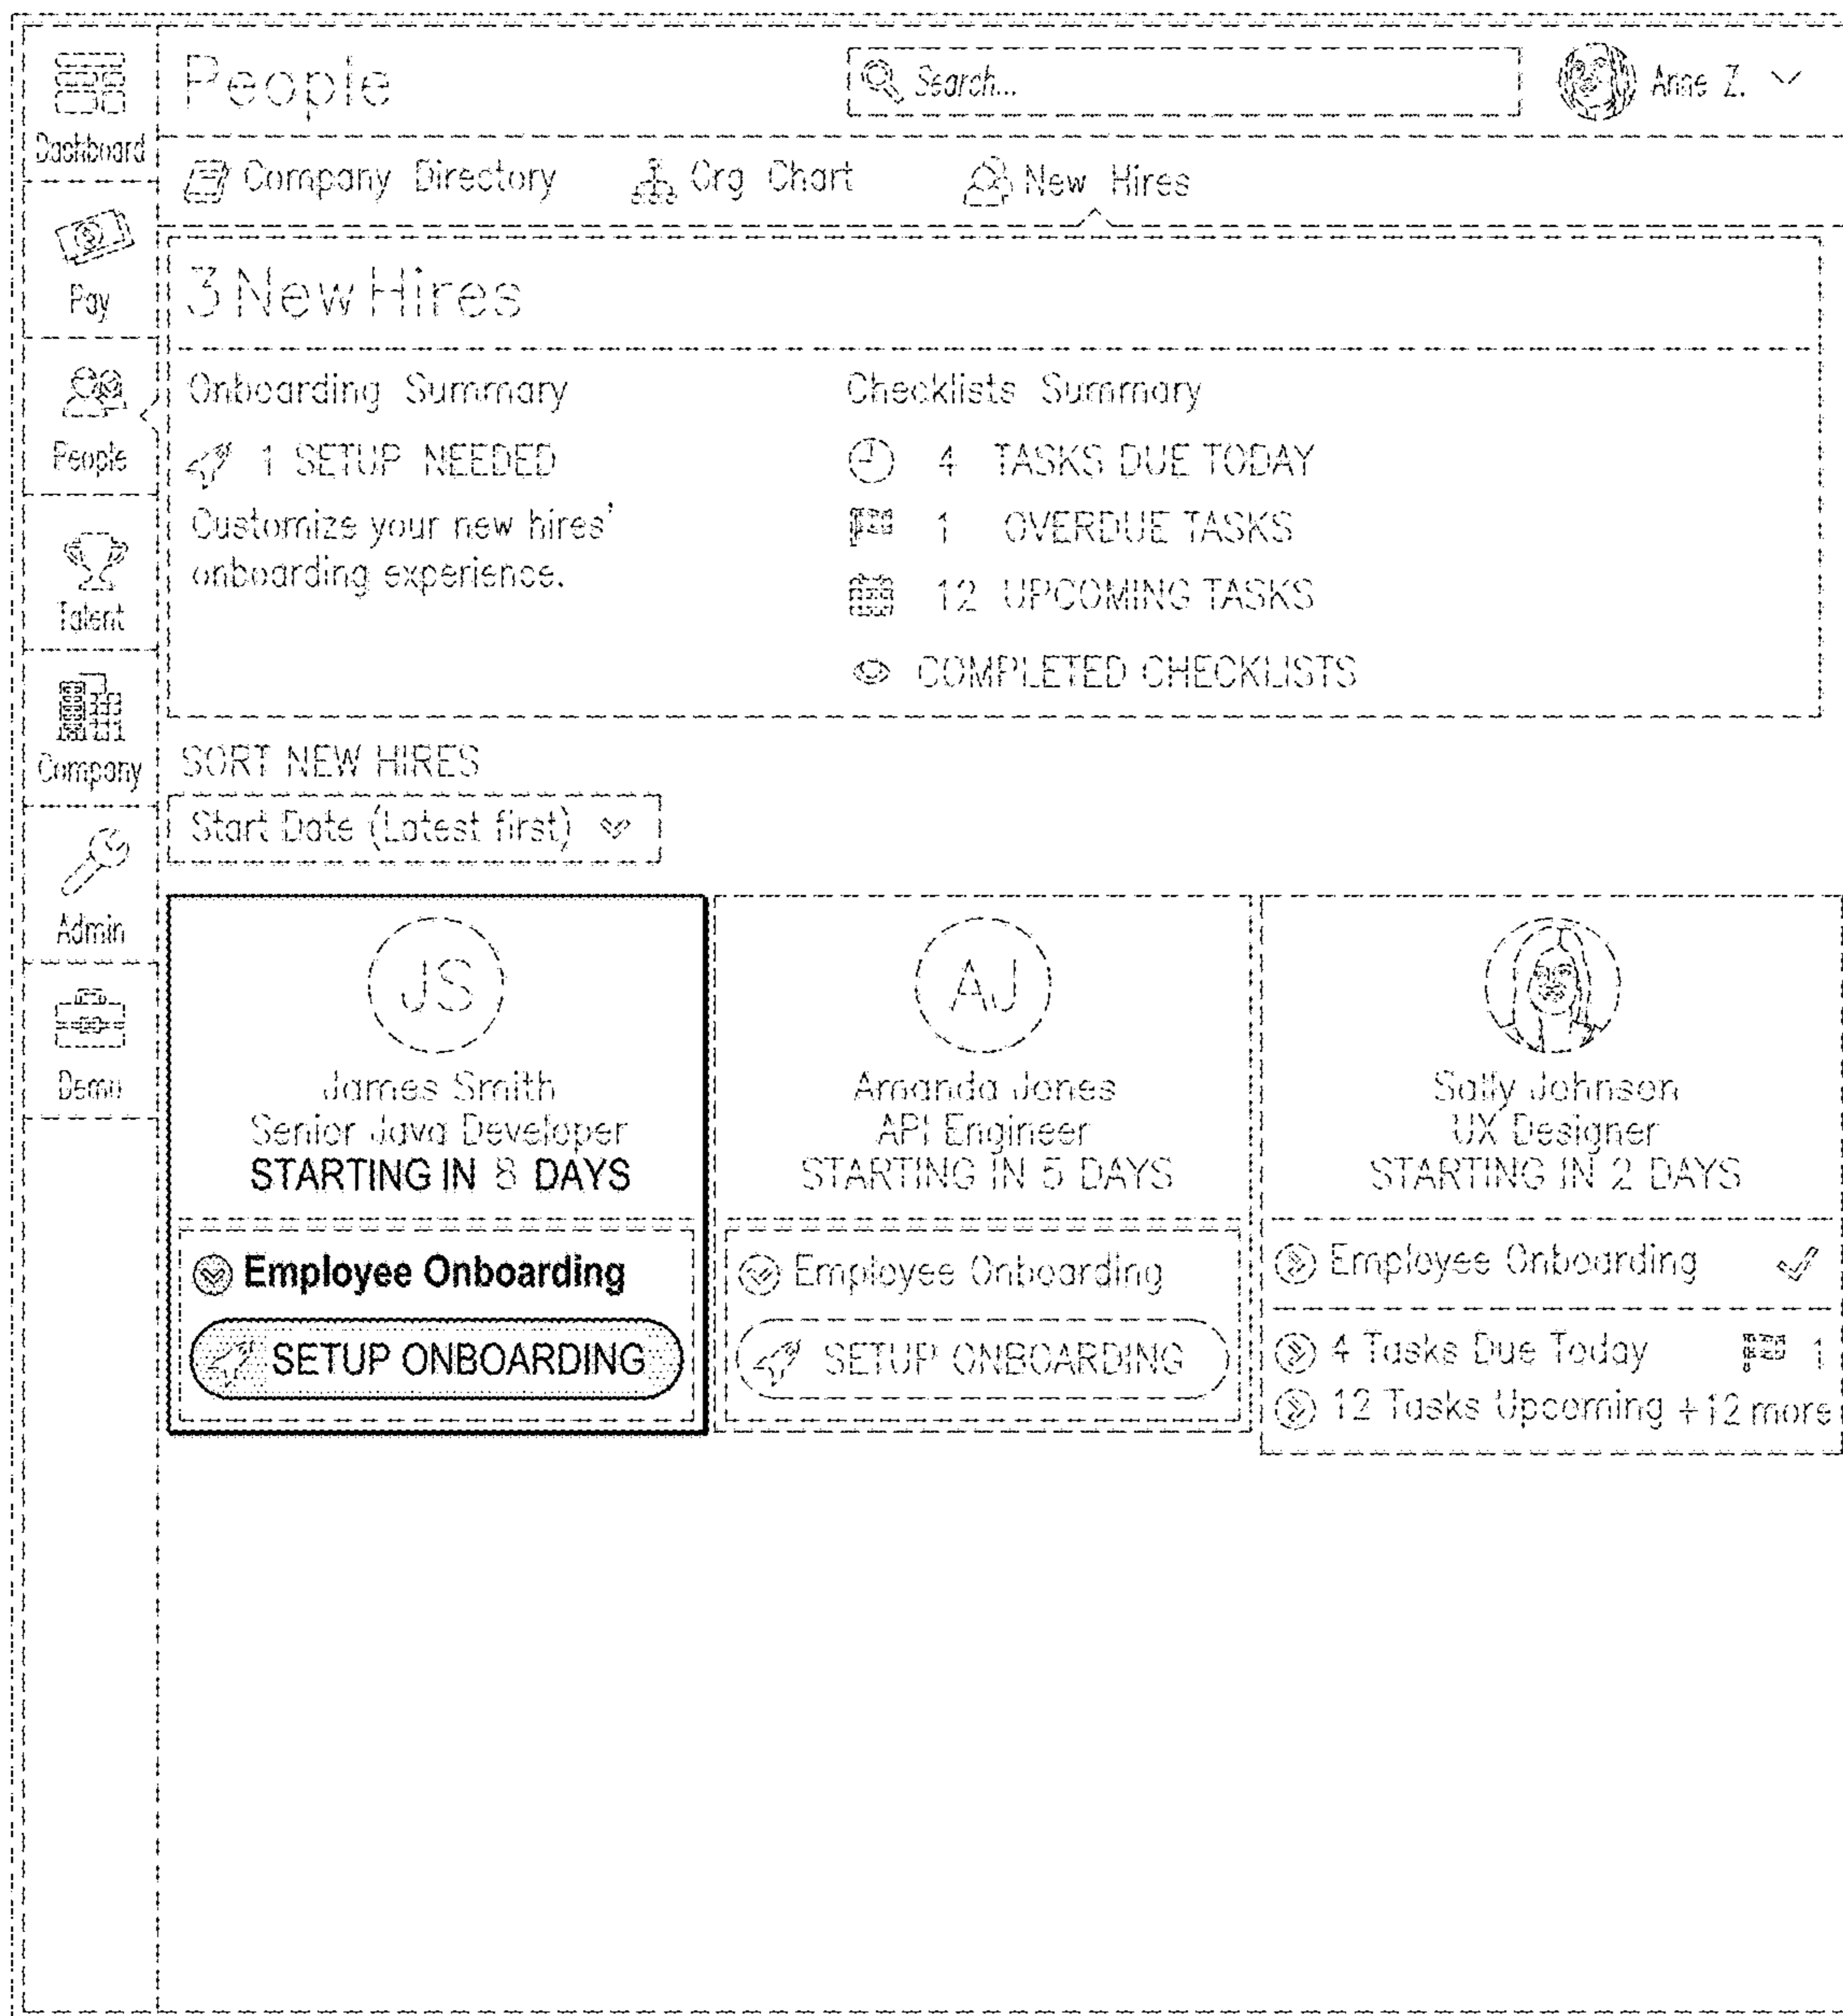 People
Search...
Anne Z.
Dashboard
Pay
People
Talent
Company
Admin
Demo
Company Directory
Org Chart
New Hires
3 New Hires
Onboarding Summary
1 SETUP NEEDED
Customize your new hires'
onboarding experience.
Checklists Summary
4 TASKS DUE TODAY
1 OVERDUE TASKS
12 UPCOMING TASKS
COMPLETED CHECKLISTS
SORT NEW HIRES
Start Date (Latest first)
JS
James Smith
Senior Java Developer
STARTING IN 8 DAYS
Employee Onboarding
SETUP ONBOARDING
AJ
Amanda Jones
API Engineer
STARTING IN 5 DAYS
Employee Onboarding
SETUP ONBOARDING
Sally Johnson
UX Designer
STARTING IN 2 DAYS
Employee Onboarding
4 Tasks Due Today 1
12 Tasks Upcoming +12 more